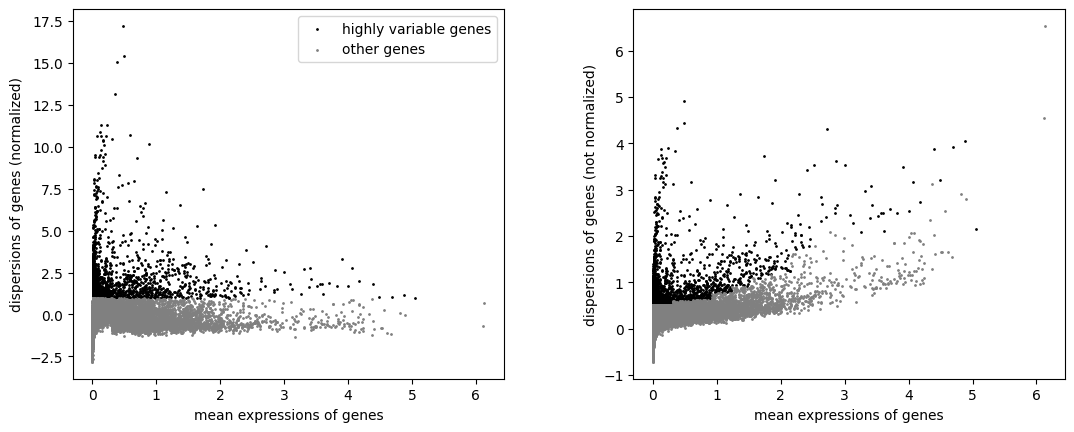 17.5
15.0
12.5
10.0
7.5
5.0
2.5
0.0
−2.5
dispersions of genes (normalized)
highly variable genes
other genes
0 1 2 3 4 5 6
mean expressions of genes
6
5
4
3
2
1
0
−1
dispersions of genes (not normalized)
0 1 2 3 4 5 6
mean expressions of genes